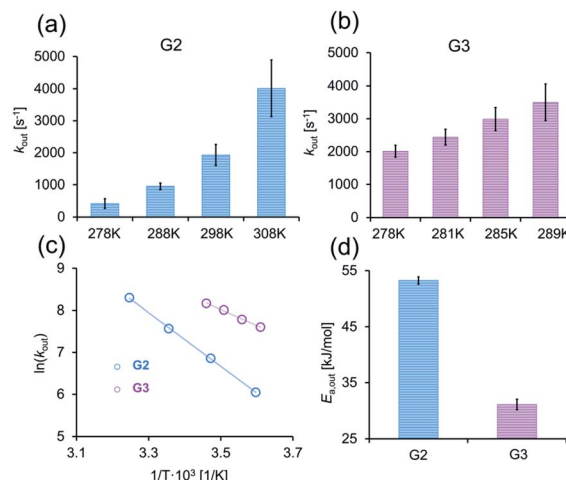 (a)
G2
k_out [s⁻¹]
5000
4000
3000
2000
1000
0
278K 288K 298K 308K
(b)
G3
k_out [s⁻¹]
5000
4000
3000
2000
1000
0
278K 281K 285K 289K
(c)
ln(k_out)
9
8
7
6
5
G2
G3
3.1 3.3 3.5 3.7
1/T·10³ [1/K]
(d)
E_a,out [kJ/mol]
55
45
35
25
G2 G3